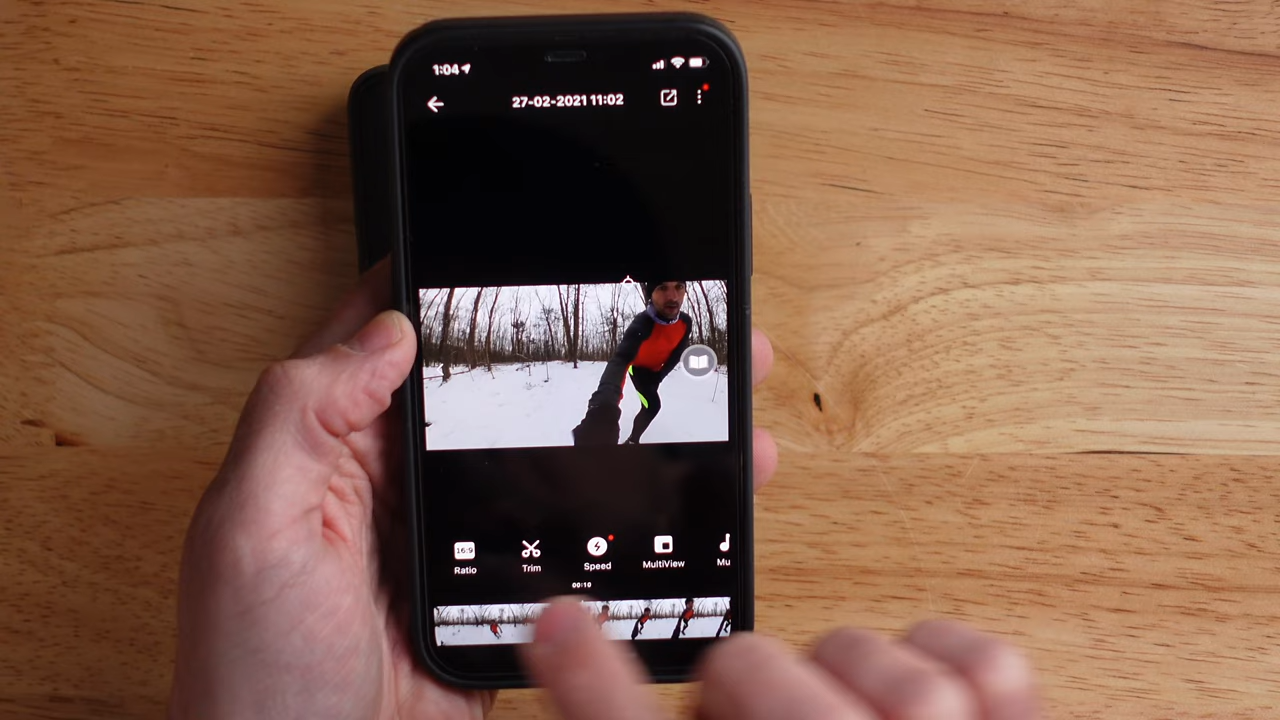 1:04
27-02-2021 11:02
16:9
Ratio
Trim
Speed
MultiView
Mu
00:10